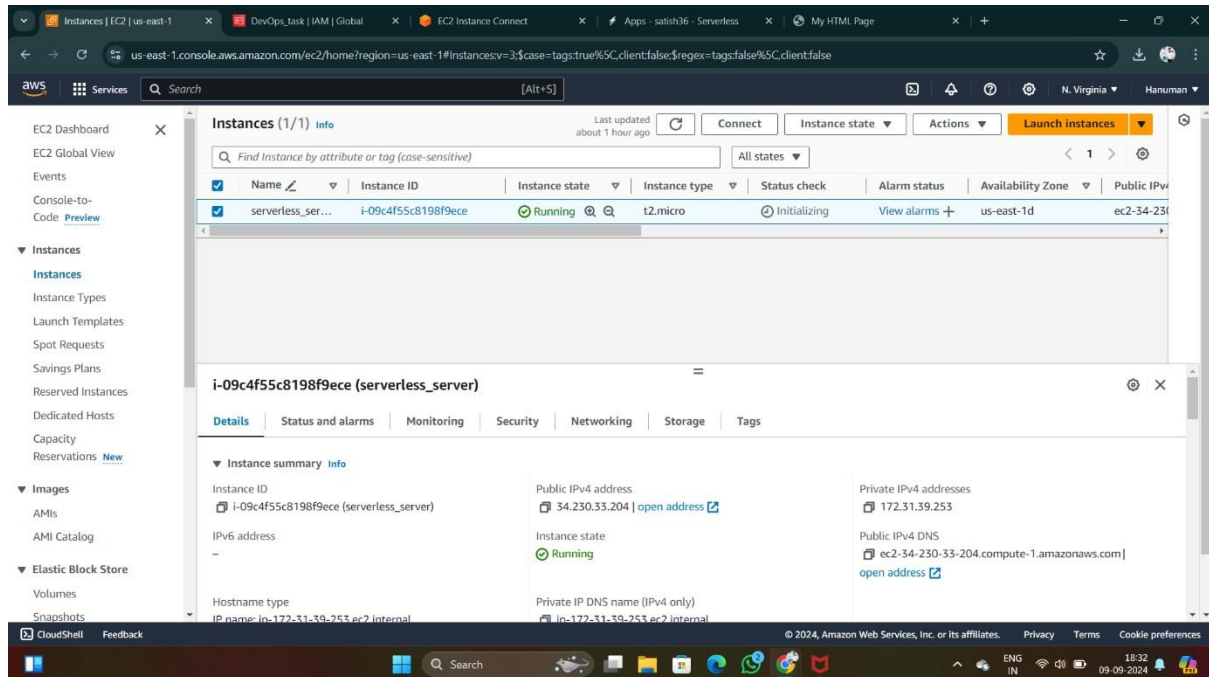 Instances | EC2 | us-east-1
DevOps_task | IAM | Global
EC2 Instance Connect
Apps - satish36 - Serverless
My HTML Page
us-east-1.console.aws.amazon.com/ec2/home?region=us-east-1#Instances:v=3;$case=tags:true%5C,client:false;$regex=tags:false%5C,client:false
aws Services Search [Alt+S] N. Virginia Hanuman
EC2 Dashboard
EC2 Global View
Events
Console-to-
Code Preview
Instances
Instances
Instance Types
Launch Templates
Spot Requests
Savings Plans
Reserved Instances
Dedicated Hosts
Capacity
Reservations New
Images
AMIs
AMI Catalog
Elastic Block Store
Volumes
Snapshots
Instances (1/1) Info
Last updated
about 1 hour
ago
Connect Instance state Actions Launch instances
Find Instance by attribute or tag (case-sensitive) All states 1
Name Instance ID Instance state Instance type Status check Alarm status Availability Zone Public IPv4
serverless_ser... i-09c4f55c8198f9ece Running t2.micro Initializing View alarms + us-east-1d ec2-34-230
i-09c4f55c8198f9ece (serverless_server)
Details Status and alarms Monitoring Security Networking Storage Tags
Instance summary Info
Instance ID
i-09c4f55c8198f9ece (serverless_server)
Public IPv4 address
34.230.33.204 | open address
Private IPv4 addresses
172.31.39.253
IPv6 address
–
Instance state
Running
Public IPv4 DNS
ec2-34-230-33-204.compute-1.amazonaws.com |
open address
Hostname type
IP name: ip-172-31-39-253.ec2.internal
Private IP DNS name (IPv4 only)
ip-172-31-39-253.ec2.internal
CloudShell Feedback © 2024, Amazon Web Services, Inc. or its affiliates. Privacy Terms Cookie preferences
Search
ENG
IN
18:32
09-09-2024